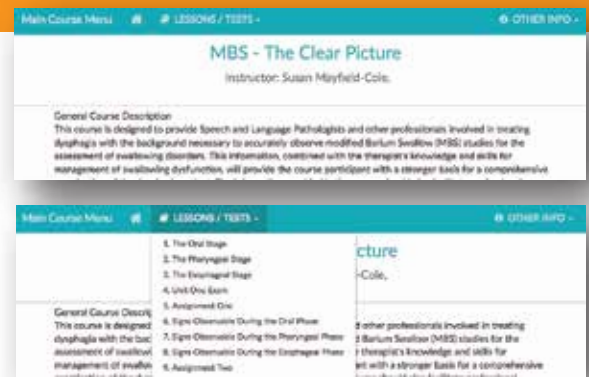 Main Course Menu LESSONS / TESTS OTHER INFO
MBS - The Clear Picture
Instructor: Susan Mayfield-Cole,
General Course Description
This course is designed to provide Speech and Language Pathologists and other professionals involved in treating
dysphagia with the background necessary to accurately observe modified Barium Swallow (MBS) studies for the
assessment of swallowing disorders. This information, combined with the therapist's knowledge and skills for
management of swallowing dysfunction, will provide the course participant with a stronger basis for a comprehensive
Main Course Menu LESSONS / TESTS OTHER INFO
1. The Oral Stage
2. The Pharyngeal Stage
3. The Esophageal Stage
4. Unit One Exam
5. Assignment One
6. Signs Observable During the Oral Phase
7. Signs Observable During the Pharyngeal Phase
8. Signs Observable During the Esophageal Phase
9. Assignment Two
cture
-Cole,
General Course Descrip
This course is designed d other professionals involved in treating
dysphagia with the bac d Barium Swallow (MBS) studies for the
assessment of swallowi therapist's knowledge and skills for
management of swallow ant with a stronger basis for a comprehensive